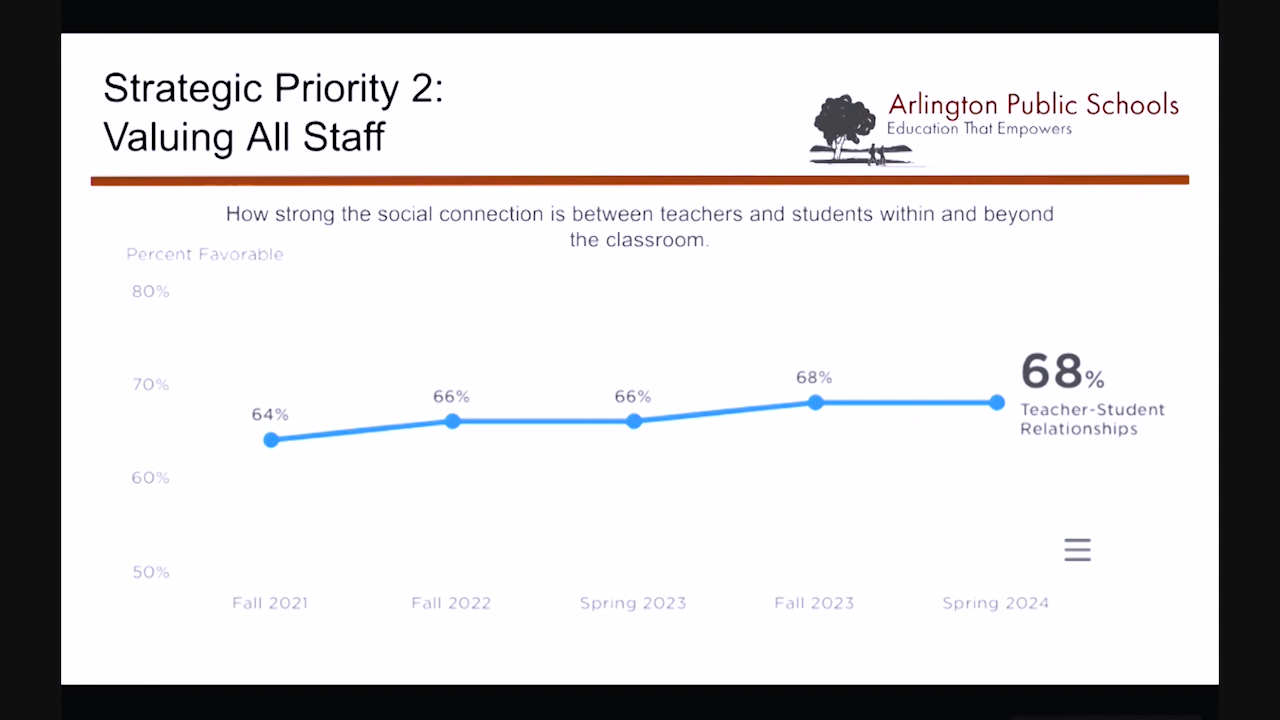 Strategic Priority 2:
Valuing All Staff
Arlington Public Schools
Education That Empowers
How strong the social connection is between teachers and students within and beyond
the classroom.
Percent Favorable
80%
70%
60%
50%
64%
66%
66%
68%
68%
Teacher-Student
Relationships
Fall 2021
Fall 2022
Spring 2023
Fall 2023
Spring 2024